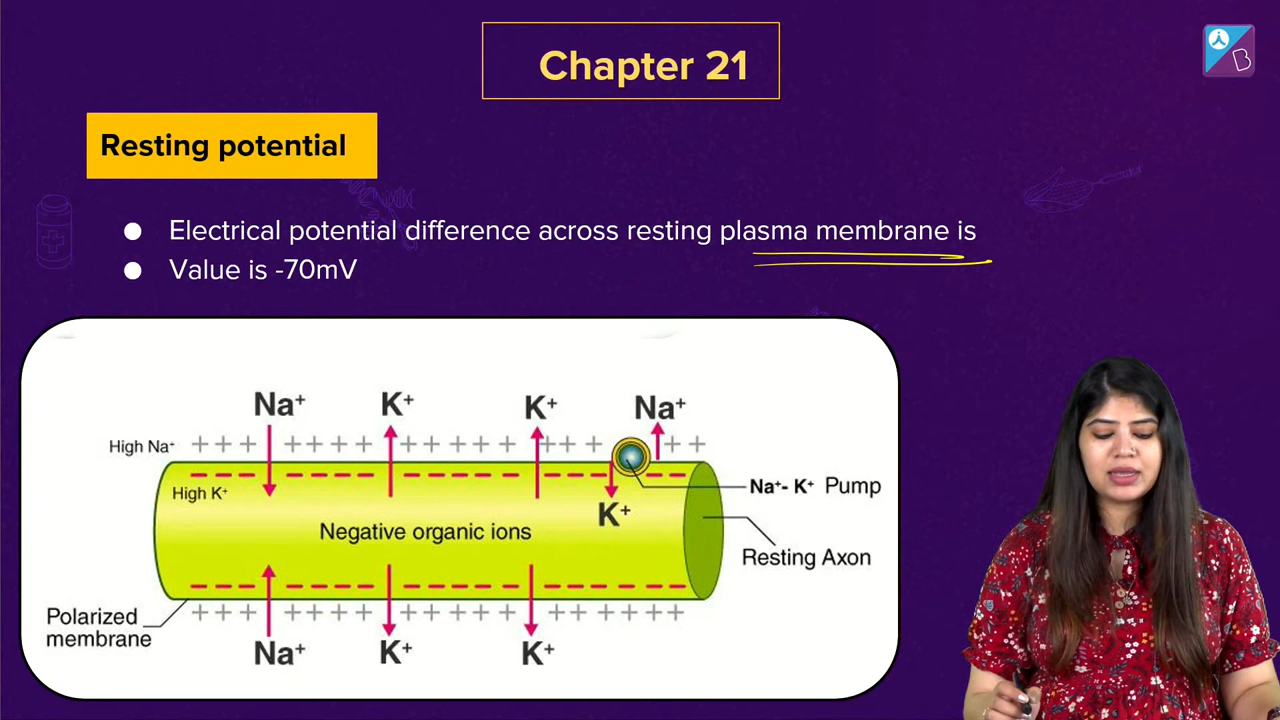 Chapter 21
B
Resting potential
● Electrical potential difference across resting plasma membrane is
● Value is -70mV
Na⁺ K⁺ K⁺ Na⁺
High Na⁺ +++ ++++ ++++ +++ ++
High K⁺
Na⁺- K⁺ Pump
K⁺
Negative organic ions
Resting Axon
Polarized
membrane
Na⁺ K⁺ K⁺